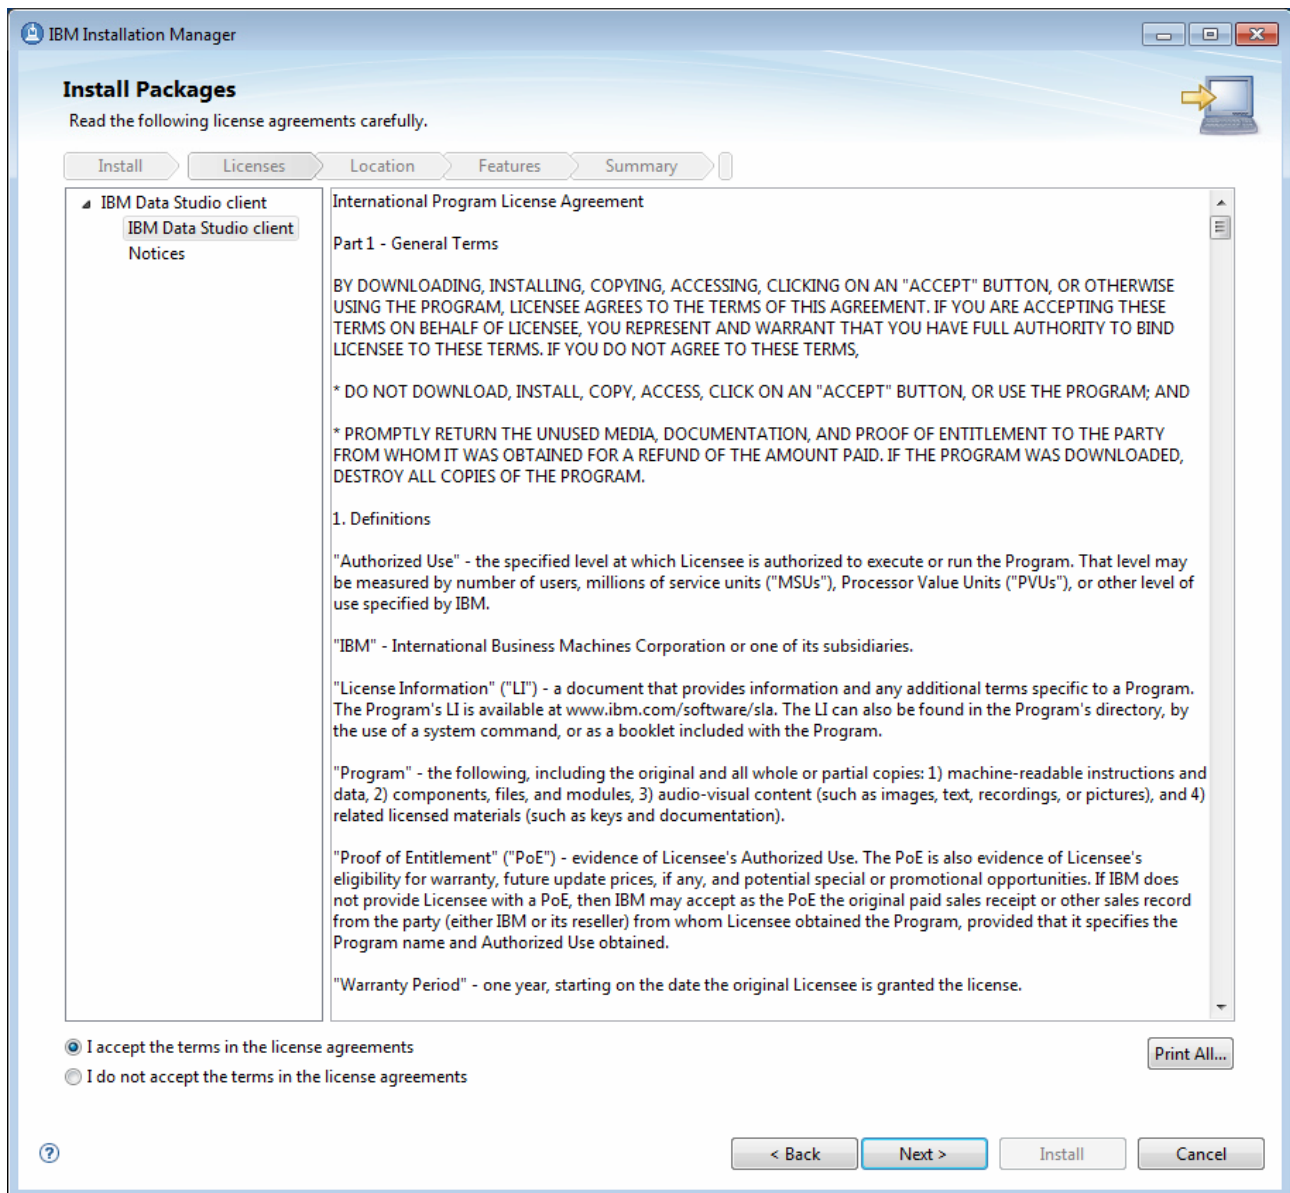 IBM Installation Manager
Install Packages
Read the following license agreements carefully.
Install
Licenses
Location
Features
Summary
IBM Data Studio client
IBM Data Studio client
Notices
International Program License Agreement
Part 1 - General Terms
BY DOWNLOADING, INSTALLING, COPYING, ACCESSING, CLICKING ON AN "ACCEPT" BUTTON, OR OTHERWISE
USING THE PROGRAM, LICENSEE AGREES TO THE TERMS OF THIS AGREEMENT. IF YOU ARE ACCEPTING THESE
TERMS ON BEHALF OF LICENSEE, YOU REPRESENT AND WARRANT THAT YOU HAVE FULL AUTHORITY TO BIND
LICENSEE TO THESE TERMS. IF YOU DO NOT AGREE TO THESE TERMS,
* DO NOT DOWNLOAD, INSTALL, COPY, ACCESS, CLICK ON AN "ACCEPT" BUTTON, OR USE THE PROGRAM; AND
* PROMPTLY RETURN THE UNUSED MEDIA, DOCUMENTATION, AND PROOF OF ENTITLEMENT TO THE PARTY
FROM WHOM IT WAS OBTAINED FOR A REFUND OF THE AMOUNT PAID. IF THE PROGRAM WAS DOWNLOADED,
DESTROY ALL COPIES OF THE PROGRAM.
1. Definitions
"Authorized Use" - the specified level at which Licensee is authorized to execute or run the Program. That level may
be measured by number of users, millions of service units ("MSUs"), Processor Value Units ("PVUs"), or other level of
use specified by IBM.
"IBM" - International Business Machines Corporation or one of its subsidiaries.
"License Information" ("LI") - a document that provides information and any additional terms specific to a Program.
The Program's LI is available at www.ibm.com/software/sla. The LI can also be found in the Program's directory, by
the use of a system command, or as a booklet included with the Program.
"Program" - the following, including the original and all whole or partial copies: 1) machine-readable instructions and
data, 2) components, files, and modules, 3) audio-visual content (such as images, text, recordings, or pictures), and 4)
related licensed materials (such as keys and documentation).
"Proof of Entitlement" ("PoE") - evidence of Licensee's Authorized Use. The PoE is also evidence of Licensee's
eligibility for warranty, future update prices, if any, and potential special or promotional opportunities. If IBM does
not provide Licensee with a PoE, then IBM may accept as the PoE the original paid sales receipt or other sales record
from the party (either IBM or its reseller) from whom Licensee obtained the Program, provided that it specifies the
Program name and Authorized Use obtained.
"Warranty Period" - one year, starting on the date the original Licensee is granted the license.
I accept the terms in the license agreements
Print All...
I do not accept the terms in the license agreements
?
< Back
Next >
Install
Cancel